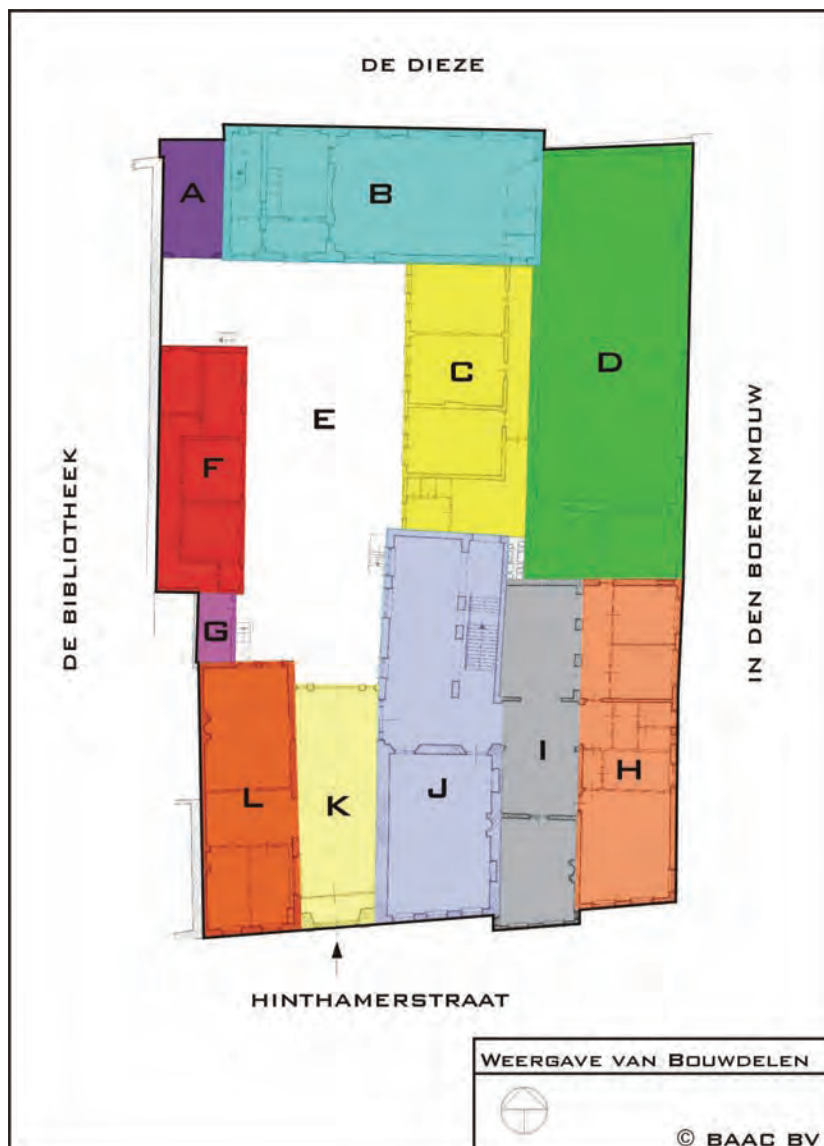 DE DIEZE
A
B
C
D
E
F
DE BIBLIOTHEEK
IN DEN BOERENMOUW
G
H
I
J
K
L
HINTHAMERSTRAAT
WEERGAVE VAN BOUWDELEN
© BAAC BV